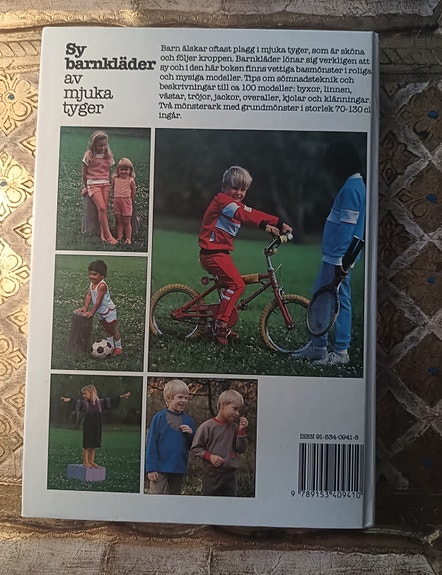 Sy
barnkläder
av
mjuka
tyger
Barn älskar oftast plagg i mjuka tyger, som är sköna
och följer kroppen. Barnkläder lönar sig verkligen att
sy och i den här boken finns vettiga basmönster i roliga
och mysiga modeller. Tips om sömnadsteknik och
beskrivningar till ca 100 modeller: byxor, linnen,
västar, tröjor, jackor, overaller, kjolar och klänningar.
Två mönsterark med grundmönster i storlek 70-130 cl
ingår.
ISBN 91-534-0941-8
9 789153 409410